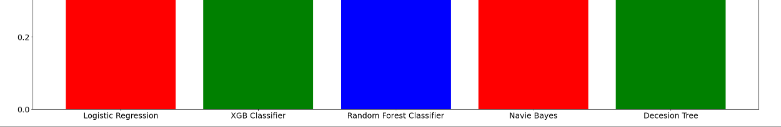 0.2
0.0
Logistic Regression XGB Classifier Random Forest Classifier Navie Bayes Decesion Tree